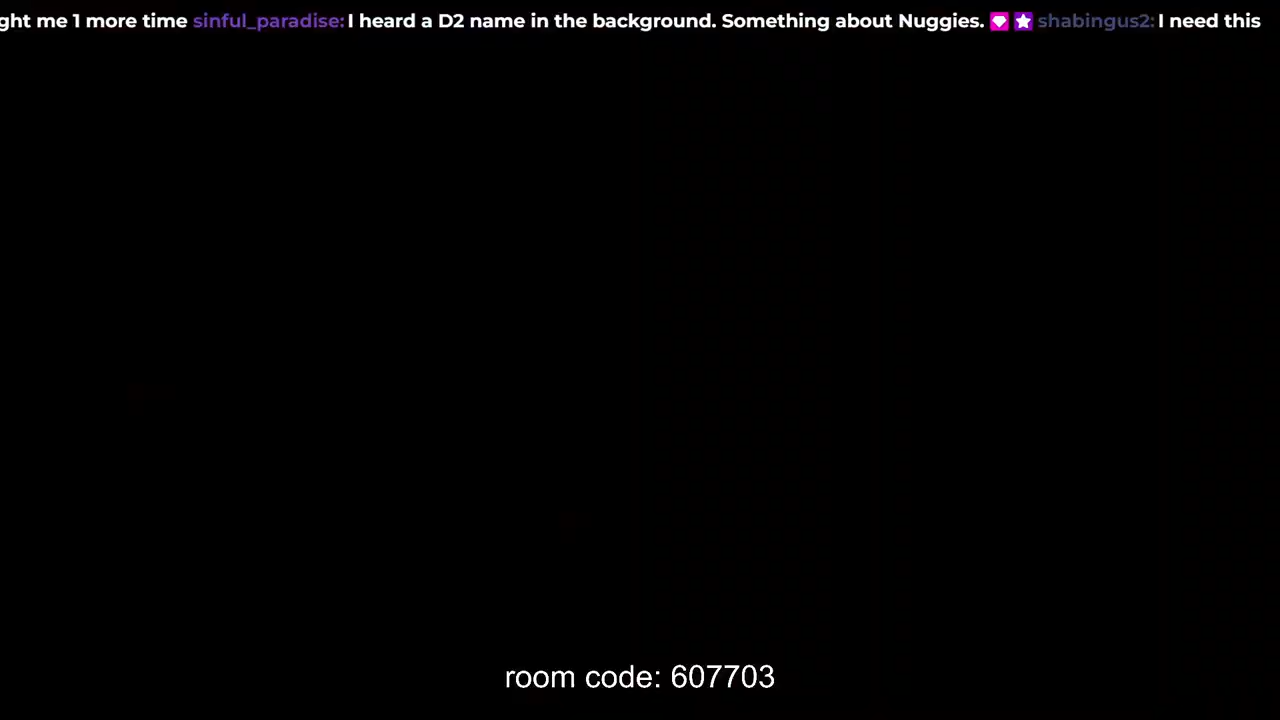 ght me 1 more time sinful_paradise: I heard a D2 name in the background. Something about Nuggies. shabingus2: I need this
room code: 607703